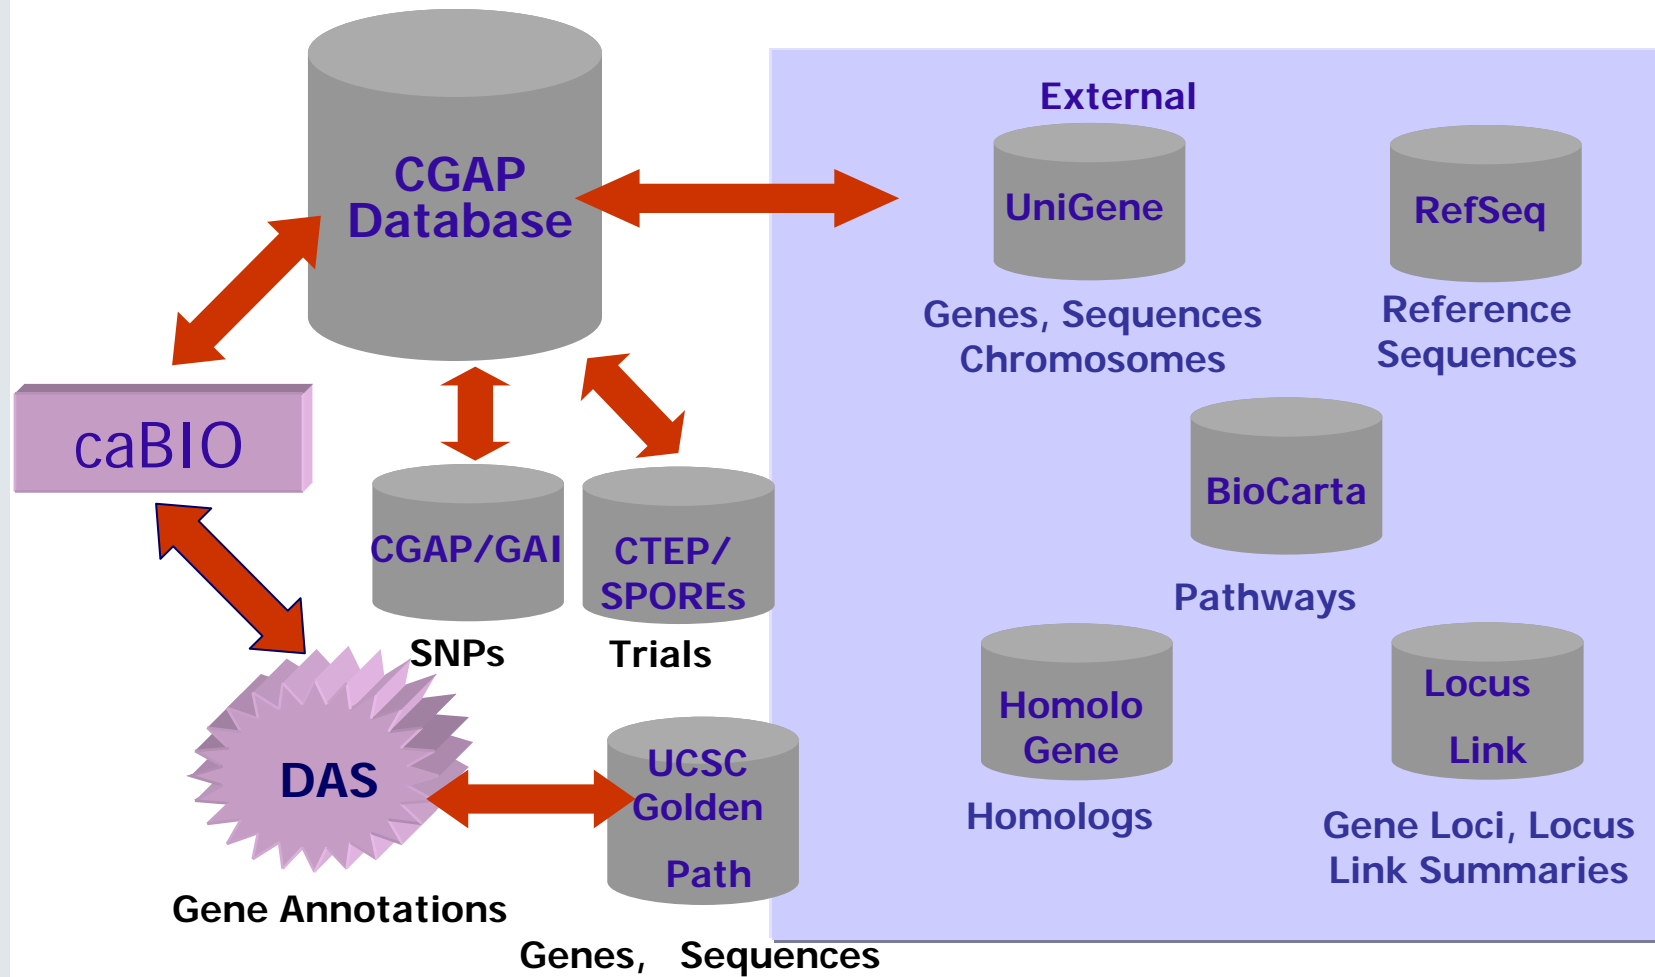 External
CGAP
Database
UniGene
RefSeq
Genes, Sequences
Chromosomes
Reference
Sequences
caBIO
BioCarta
CGAP/GAI
CTEP/
SPOREs
Pathways
SNPs
Trials
Homolo
Gene
Locus
Link
DAS
UCSC
Golden
Path
Homologs
Gene Loci, Locus
Link Summaries
Gene Annotations
Genes, Sequences